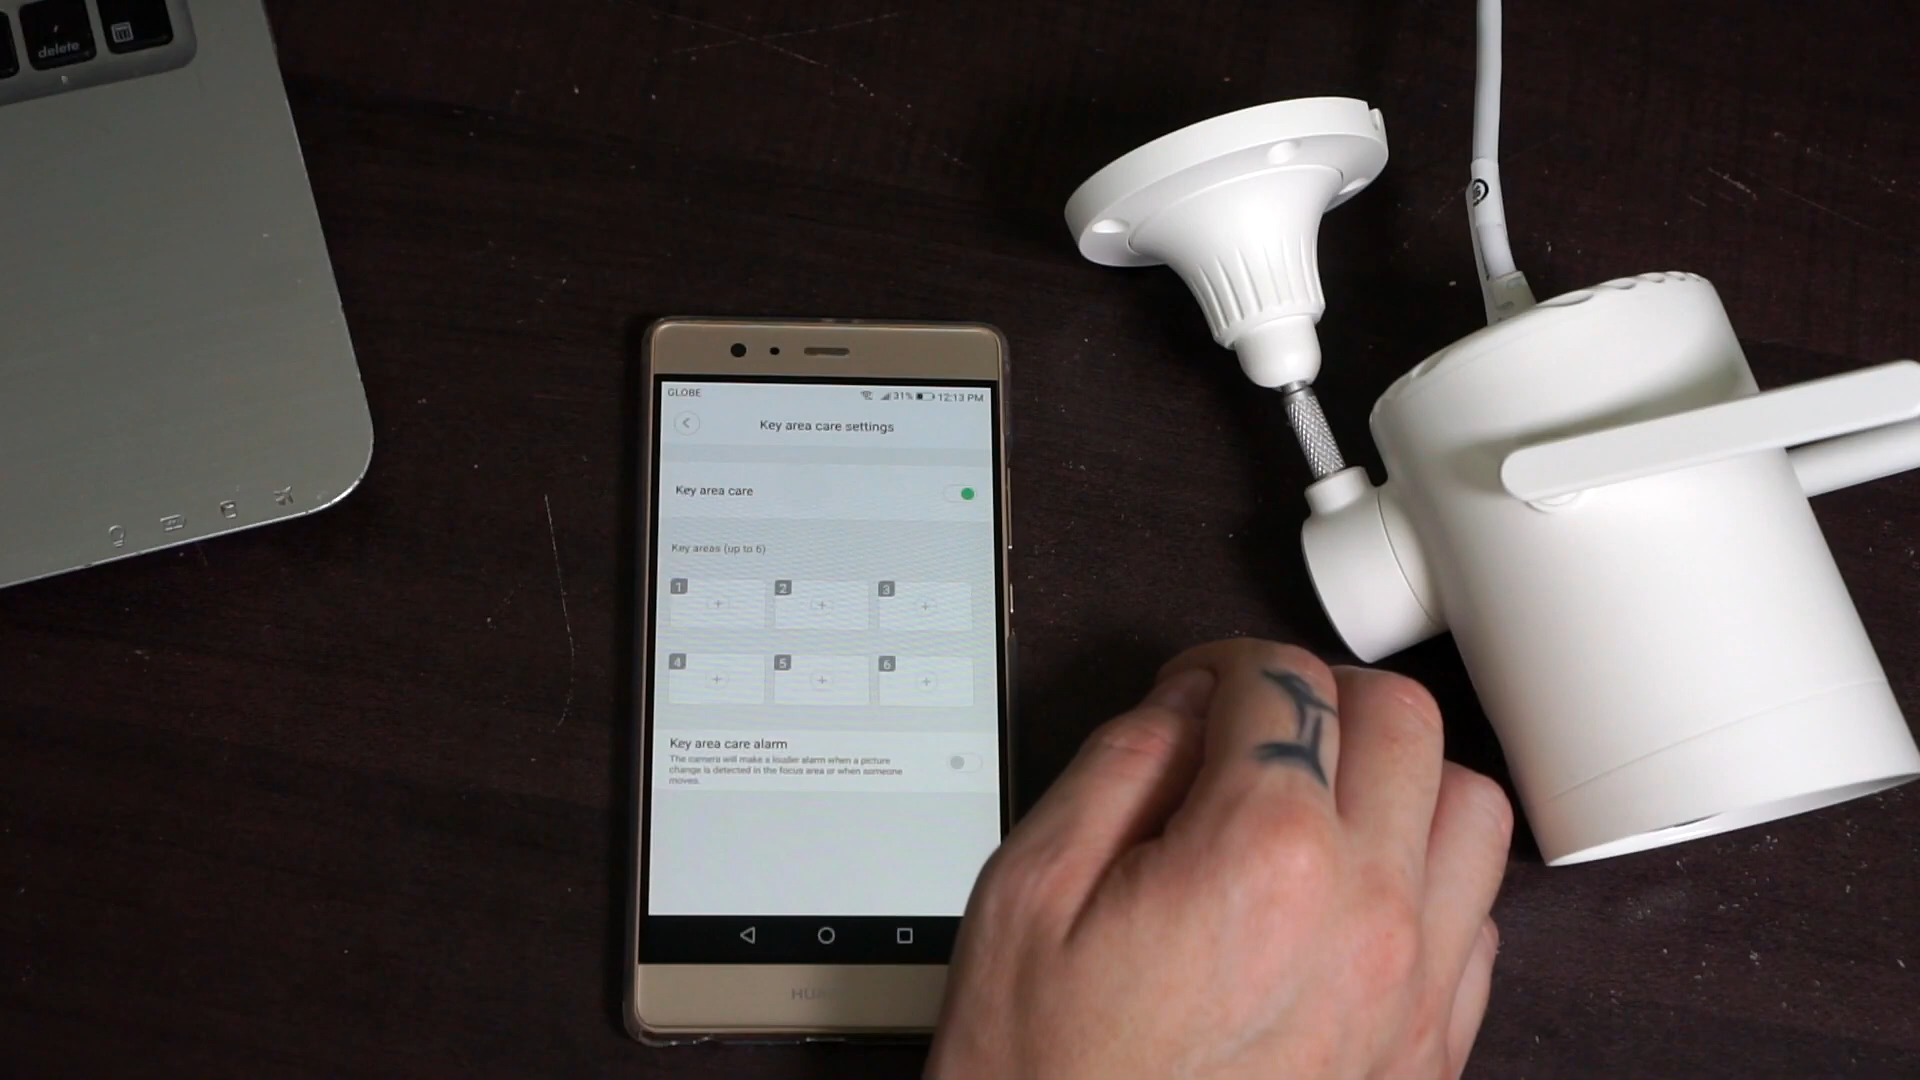 delete
GLOBE
31% 12:13 PM
Key area care settings
Key area care
Key areas (up to 6)
1 2 3
4 5 6
Key area care alarm
The camera will make a louder alarm when a picture
change is detected in the focus area or when someone
moves.